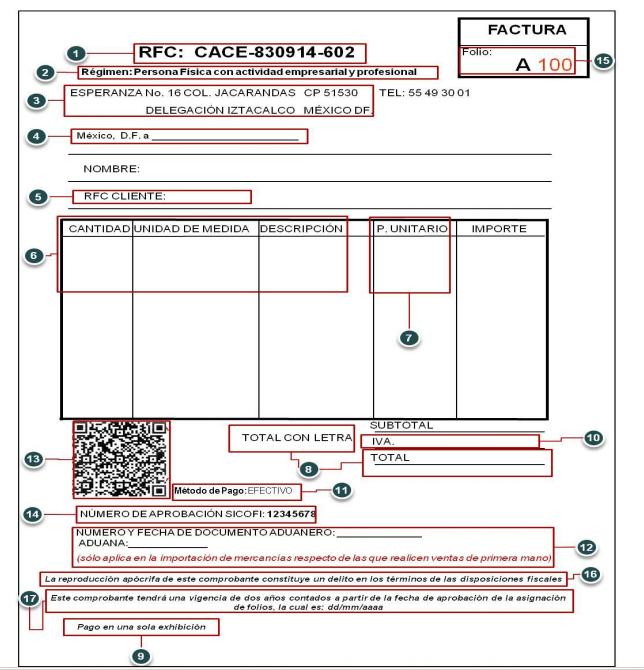 FACTURA
Folio:
A 100
15
1 RFC: CACE-830914-602
2 Régimen: Persona Física con actividad empresarial y profesional
3 ESPERANZA No. 16 COL. JACARANDAS CP 51530 TEL: 55 49 30 01
DELEGACIÓN IZTACALCO MÉXICO DF.
4 México, D.F. a
NOMBRE:
5 RFC CLIENTE:
CANTIDAD UNIDAD DE MEDIDA DESCRIPCIÓN P. UNITARIO IMPORTE
6
7
SUBTOTAL
TOTAL CON LETRA IVA. 10
13 TOTAL
8
Método de Pago: EFECTIVO 11
14 NÚMERO DE APROBACIÓN SICOFI: 12345678
NUMERO Y FECHA DE DOCUMENTO ADUANERO:
ADUANA: 12
(sólo aplica en la importación de mercancías respecto de las que realicen ventas de primera mano)
La reproducción apócrifa de este comprobante constituye un delito en los términos de las disposiciones fiscales 16
17 Este comprobante tendrá una vigencia de dos años contados a partir de la fecha de aprobación de la asignación
de folios, la cual es: dd/mm/aaaa
Pago en una sola exhibición
9